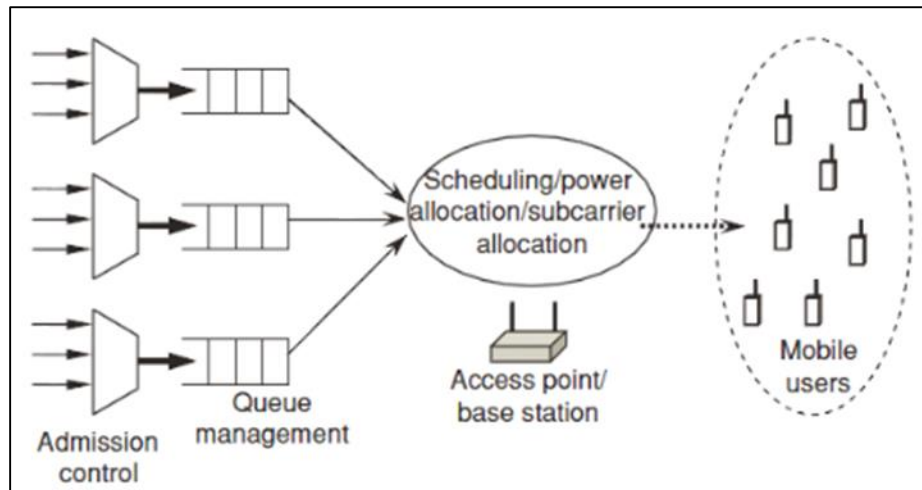 Scheduling/power
allocation/subcarrier
allocation
Mobile
users
Access point/
base station
Queue
management
Admission
control